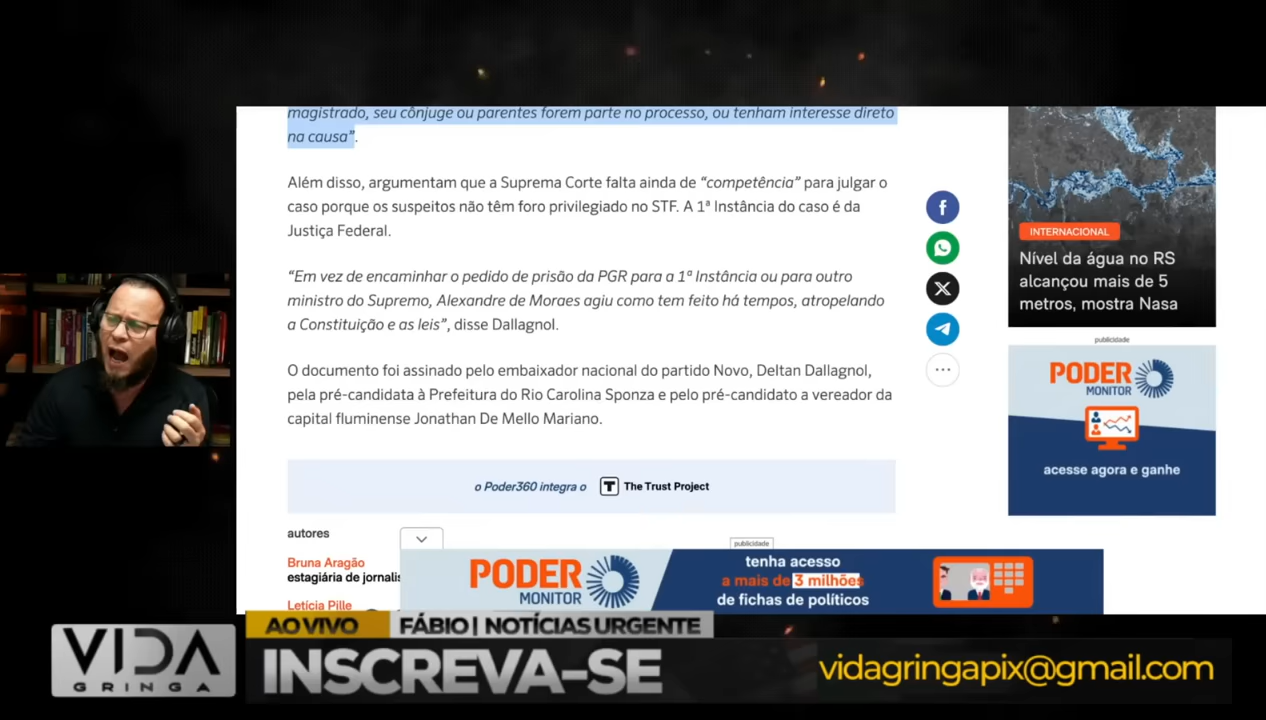 magistrado, seu cônjuge ou parentes forem parte no processo, ou tenham interesse direto
na causa”.
Além disso, argumentam que a Suprema Corte falta ainda de “competência” para julgar o
caso porque os suspeitos não têm foro privilegiado no STF. A 1ª Instância do caso é da
Justiça Federal.
“Em vez de encaminhar o pedido de prisão da PGR para a 1ª Instância ou para outro
ministro do Supremo, Alexandre de Moraes agiu como tem feito há tempos, atropelando
a Constituição e as leis”, disse Dallagnol.
O documento foi assinado pelo embaixador nacional do partido Novo, Deltan Dallagnol,
pela pré-candidata à Prefeitura do Rio Carolina Sponza e pelo pré-candidato a vereador da
capital fluminense Jonathan De Mello Mariano.
o Poder360 integra o T The Trust Project
autores
Bruna Aragão
estagiária de jornalis
Letícia Pille
INTERNACIONAL
Nível da água no RS
alcançou mais de 5
metros, mostra Nasa
publicidade
PODER
MONITOR
acesse agora e ganhe
publicidade
PODER
MONITOR
tenha acesso
a mais de 3 milhões
de fichas de políticos
AO VIVO FÁBIO | NOTÍCIAS URGENTE
VIDA
GRINGA
INSCREVA-SE
vidagringapix@gmail.com